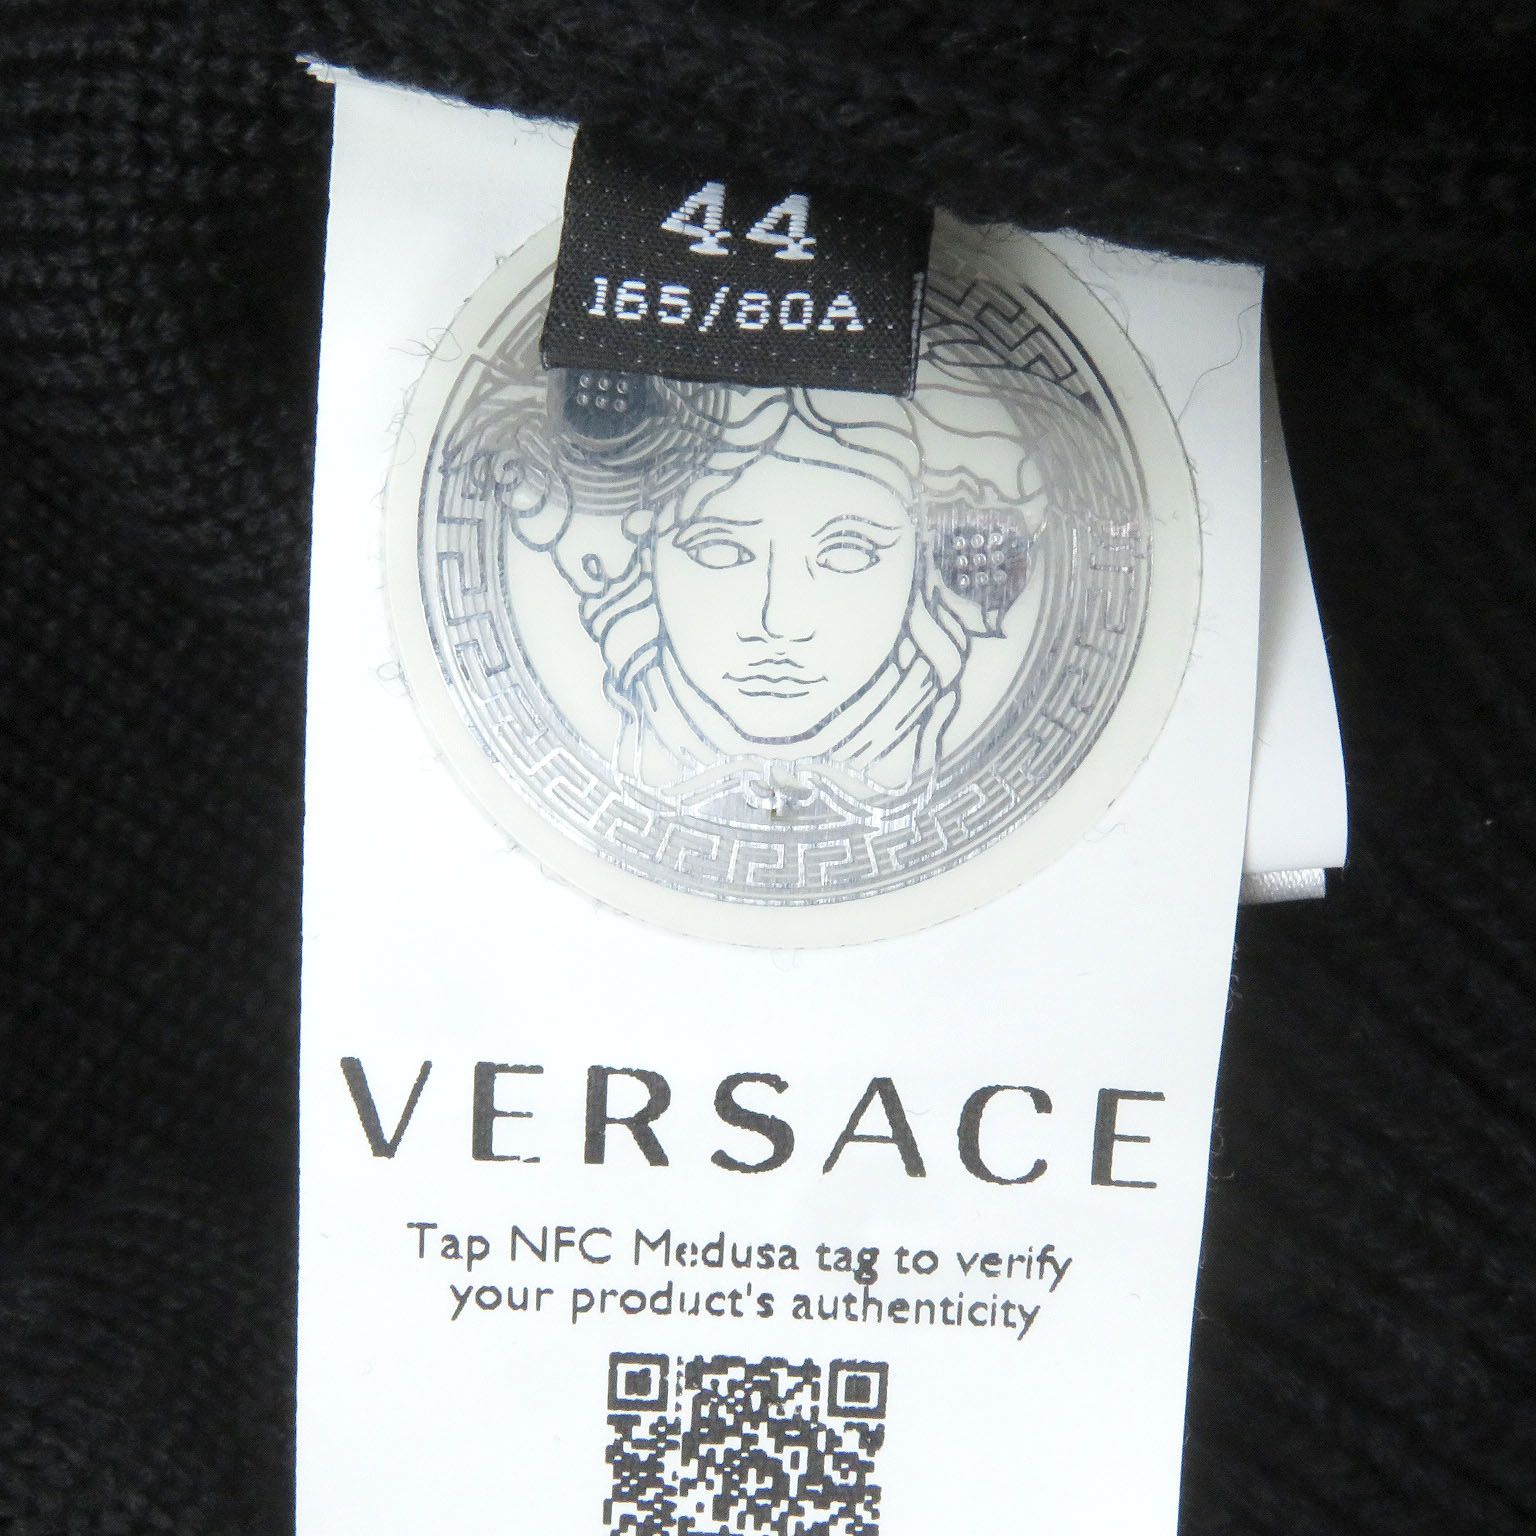 44
165/80A
VERSACE
Tap NFC Medusa tag to verify
your product's authenticity